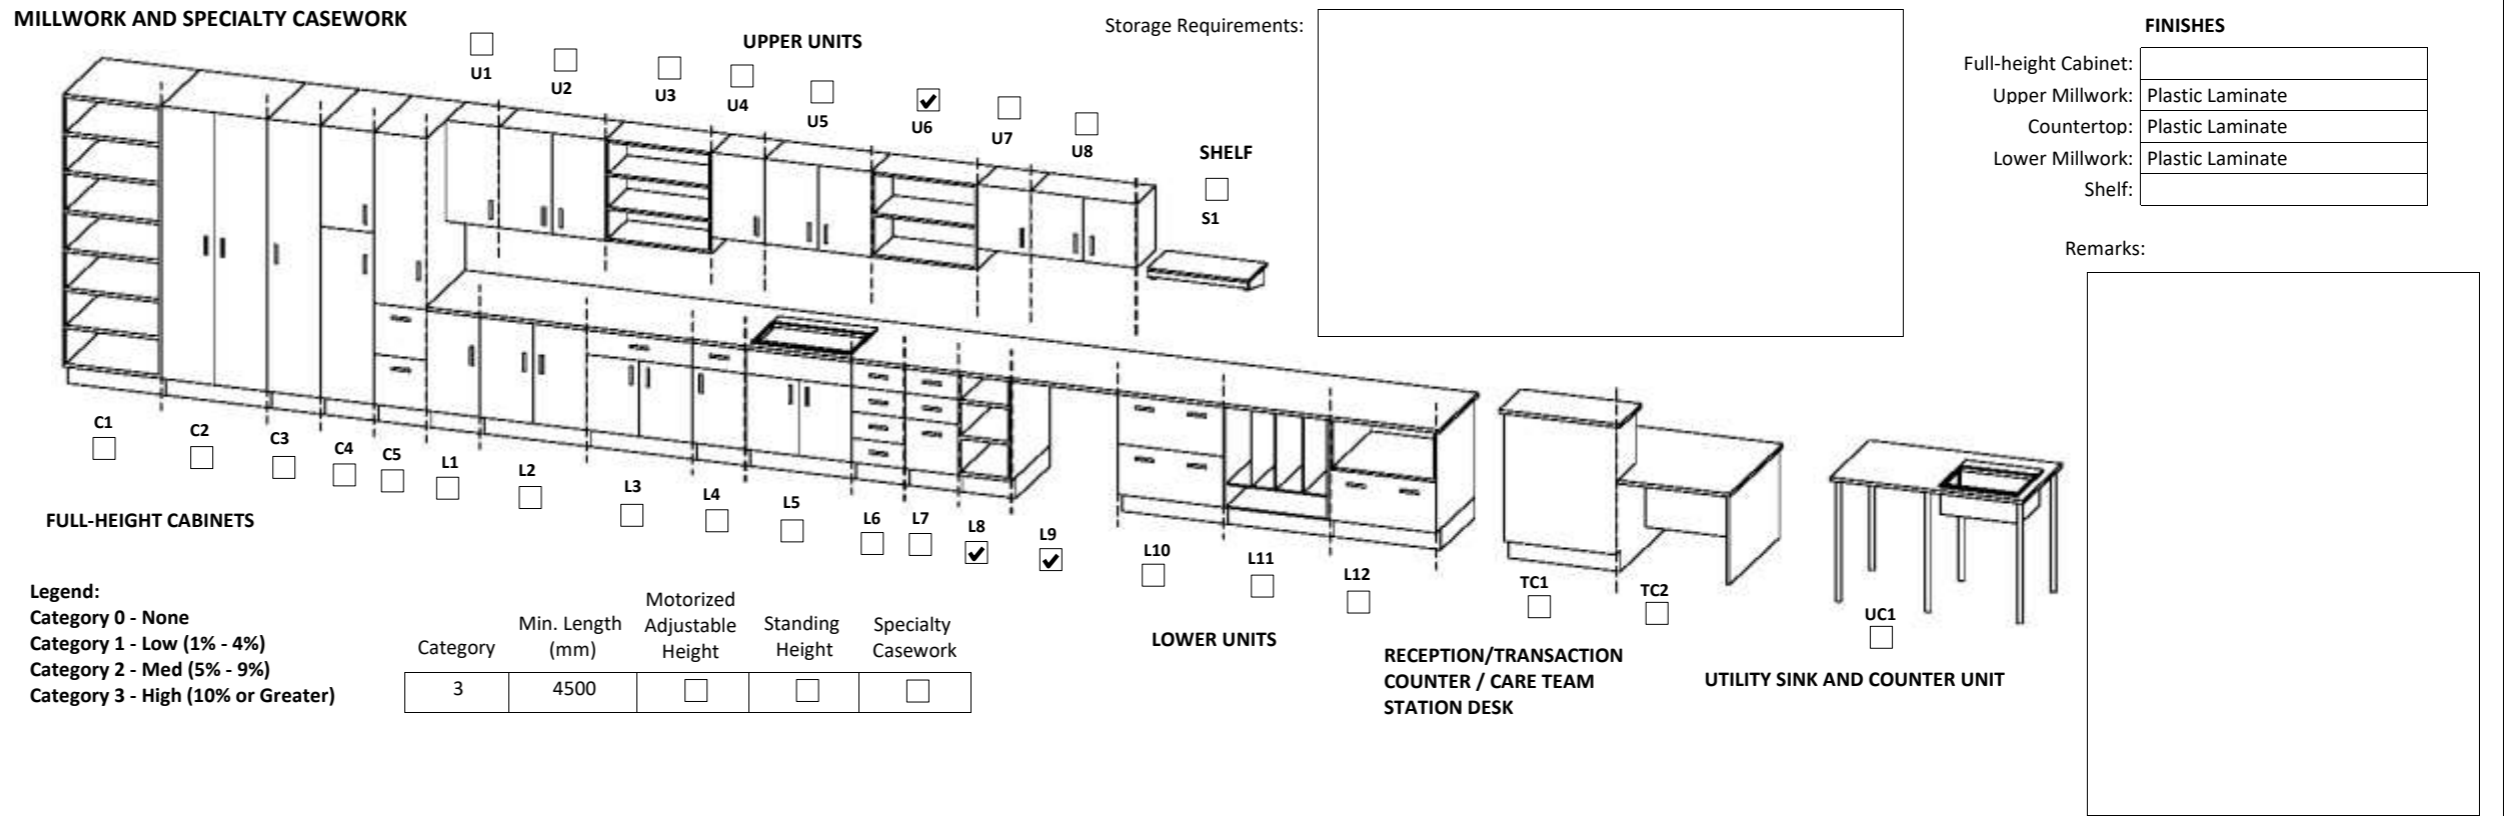 MILLWORK AND SPECIALTY CASEWORK
UPPER UNITS
U1
U2
U3
U4
U5
U6
U7
U8
SHELF
S1
Storage Requirements:
FINISHES
Full-height Cabinet:
Upper Millwork: Plastic Laminate
Countertop: Plastic Laminate
Lower Millwork: Plastic Laminate
Shelf:
Remarks:
C1
C2
C3
C4
C5
L1
L2
L3
L4
L5
L6
L7
L8
L9
L10
L11
L12
TC1
TC2
UC1
FULL-HEIGHT CABINETS
LOWER UNITS
RECEPTION/TRANSACTION
COUNTER / CARE TEAM
STATION DESK
UTILITY SINK AND COUNTER UNIT
Legend:
Category 0 - None
Category 1 - Low (1% - 4%)
Category 2 - Med (5% - 9%)
Category 3 - High (10% or Greater)
Category
Min. Length
(mm)
Motorized
Adjustable
Height
Standing
Height
Specialty
Casework
3
4500